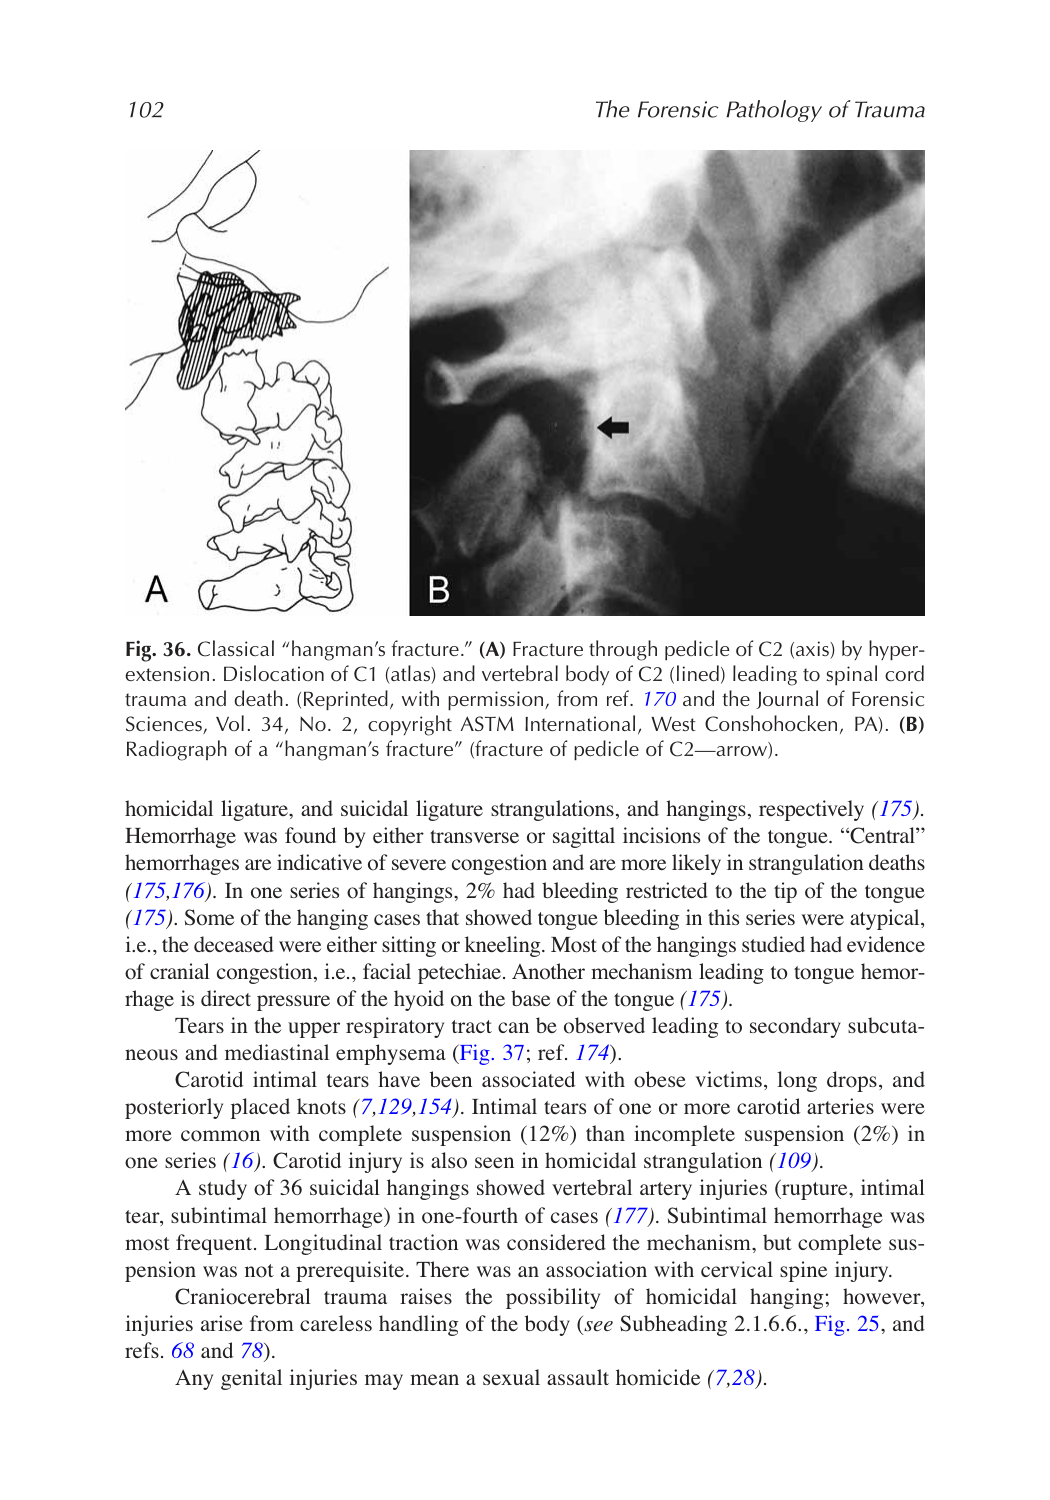 102
The Forensic Pathology of Trauma
A
B
Fig. 36. Classical “hangman’s fracture.” (A) Fracture through pedicle of C2 (axis) by hyper-
extension. Dislocation of C1 (atlas) and vertebral body of C2 (lined) leading to spinal cord
trauma and death. (Reprinted, with permission, from ref. 170 and the Journal of Forensic
Sciences, Vol. 34, No. 2, copyright ASTM International, West Conshohocken, PA). (B)
Radiograph of a “hangman’s fracture” (fracture of pedicle of C2—arrow).
homicidal ligature, and suicidal ligature strangulations, and hangings, respectively (175).
Hemorrhage was found by either transverse or sagittal incisions of the tongue. “Central”
hemorrhages are indicative of severe congestion and are more likely in strangulation deaths
(175,176). In one series of hangings, 2% had bleeding restricted to the tip of the tongue
(175). Some of the hanging cases that showed tongue bleeding in this series were atypical,
i.e., the deceased were either sitting or kneeling. Most of the hangings studied had evidence
of cranial congestion, i.e., facial petechiae. Another mechanism leading to tongue hemor-
rhage is direct pressure of the hyoid on the base of the tongue (175).
Tears in the upper respiratory tract can be observed leading to secondary subcuta-
neous and mediastinal emphysema (Fig. 37; ref. 174).
Carotid intimal tears have been associated with obese victims, long drops, and
posteriorly placed knots (7,129,154). Intimal tears of one or more carotid arteries were
more common with complete suspension (12%) than incomplete suspension (2%) in
one series (16). Carotid injury is also seen in homicidal strangulation (109).
A study of 36 suicidal hangings showed vertebral artery injuries (rupture, intimal
tear, subintimal hemorrhage) in one-fourth of cases (177). Subintimal hemorrhage was
most frequent. Longitudinal traction was considered the mechanism, but complete sus-
pension was not a prerequisite. There was an association with cervical spine injury.
Craniocerebral trauma raises the possibility of homicidal hanging; however,
injuries arise from careless handling of the body (see Subheading 2.1.6.6., Fig. 25, and
refs. 68 and 78).
Any genital injuries may mean a sexual assault homicide (7,28).